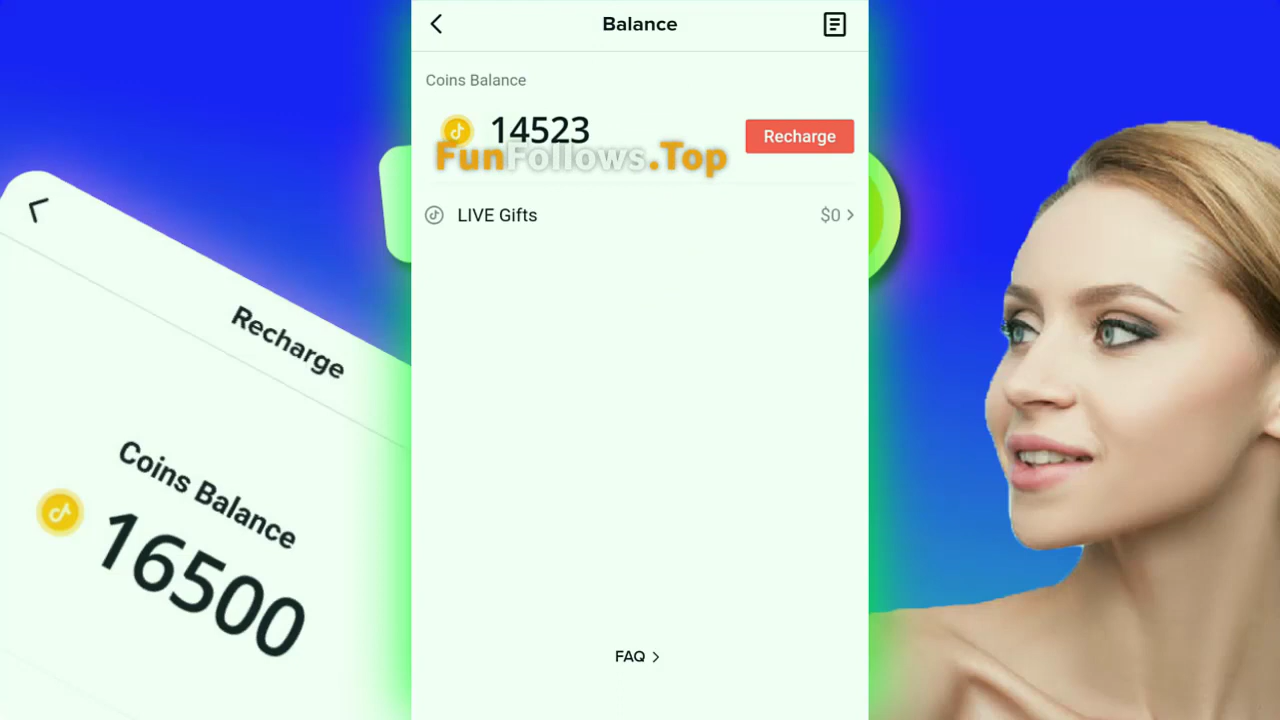 Balance
Coins Balance
14523
Recharge
FunFollows.Top
LIVE Gifts
$0
FAQ
Recharge
Coins Balance
16500